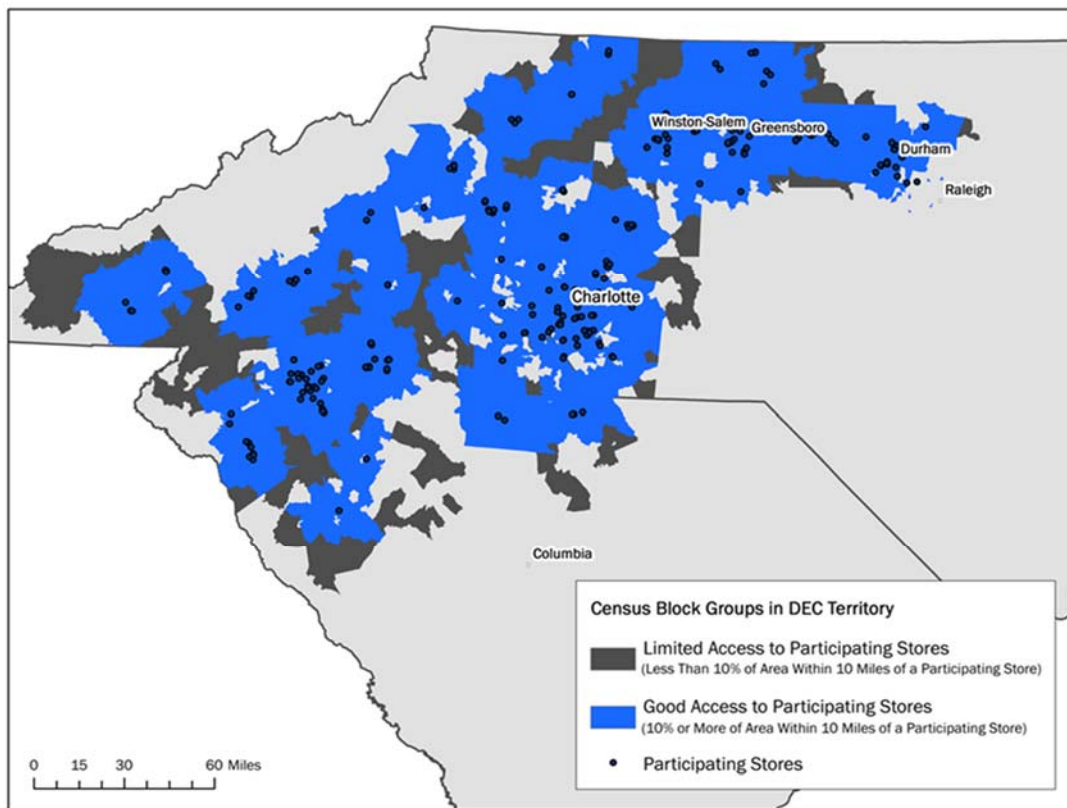 Winston-Salem
Greensboro
Durham
Raleigh
Charlotte
Columbia
Census Block Groups in DEC Territory
Limited Access to Participating Stores
(Less Than 10% of Area Within 10 Miles of a Participating Store)
Good Access to Participating Stores
(10% or More of Area Within 10 Miles of a Participating Store)
Participating Stores
0 15 30 60 Miles